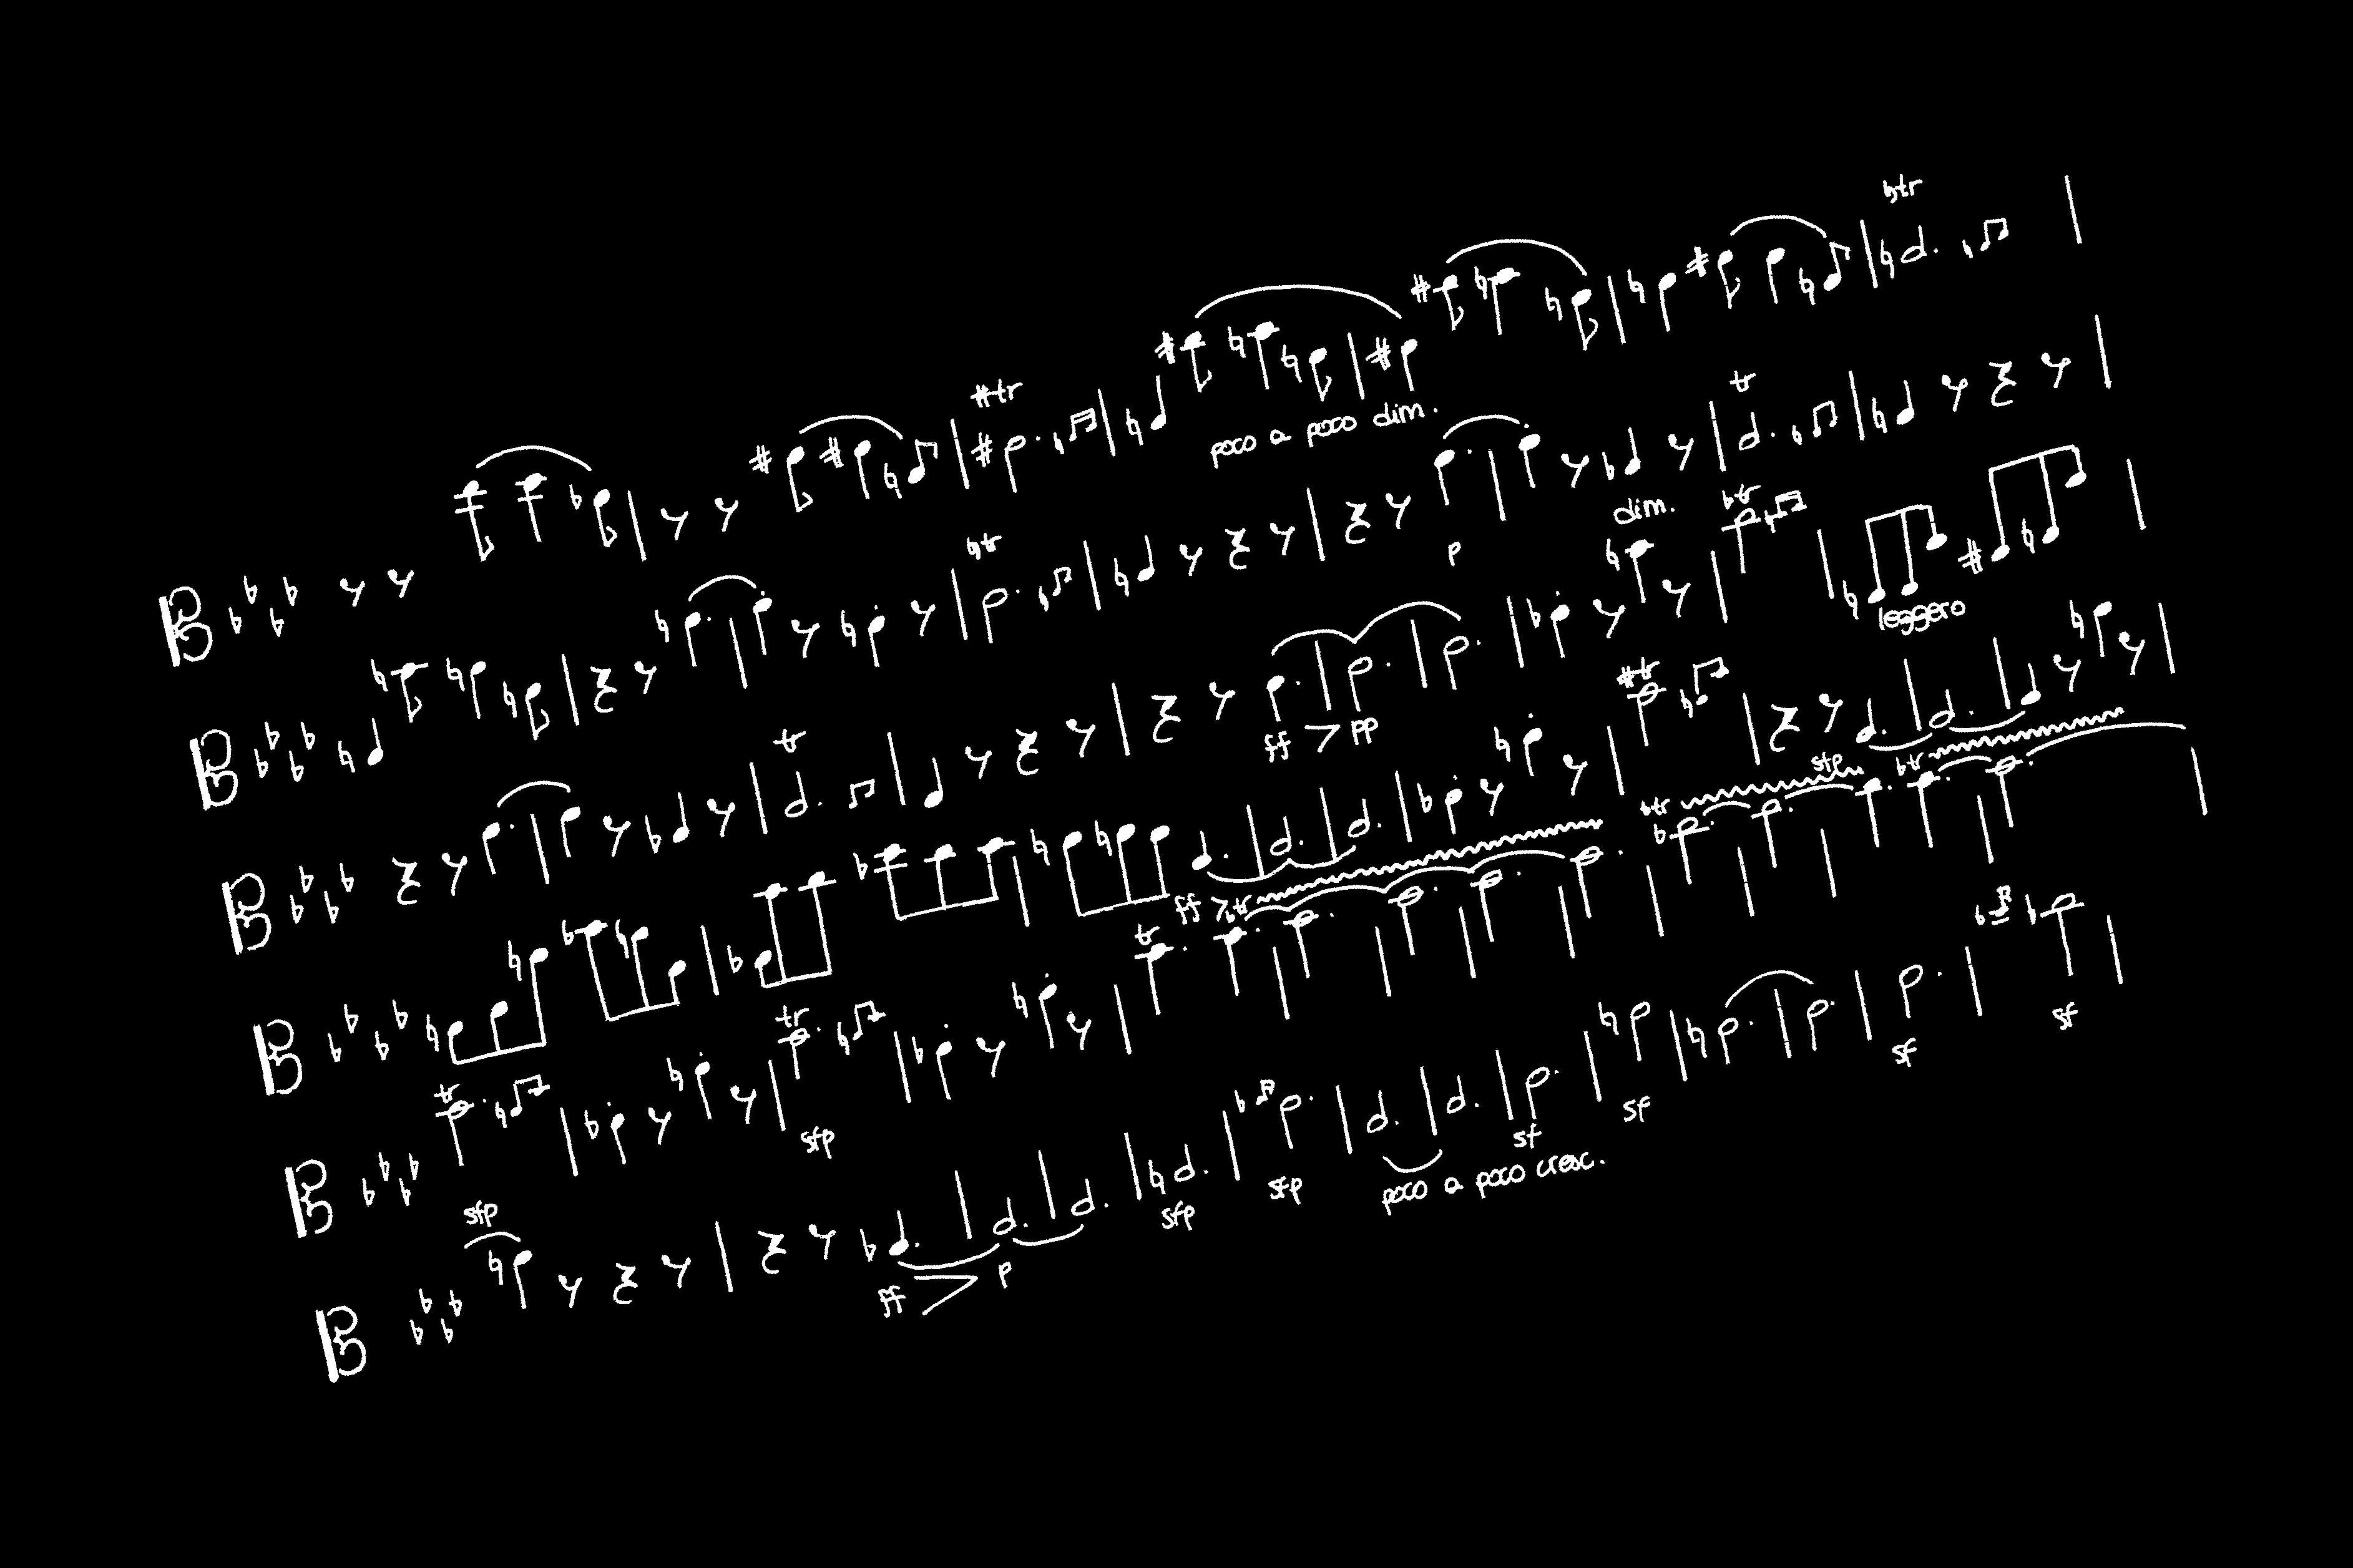 tr
tr
poco a poco dim.
tr
tr
p
dim.
tr
tr
ff pp
leggero
tr
ff tr
tr sfp tr
tr
tr
tr
sfp
sfp
ff p
sfp
sfp
poco a poco cresc.
sf
sf
sf
sf